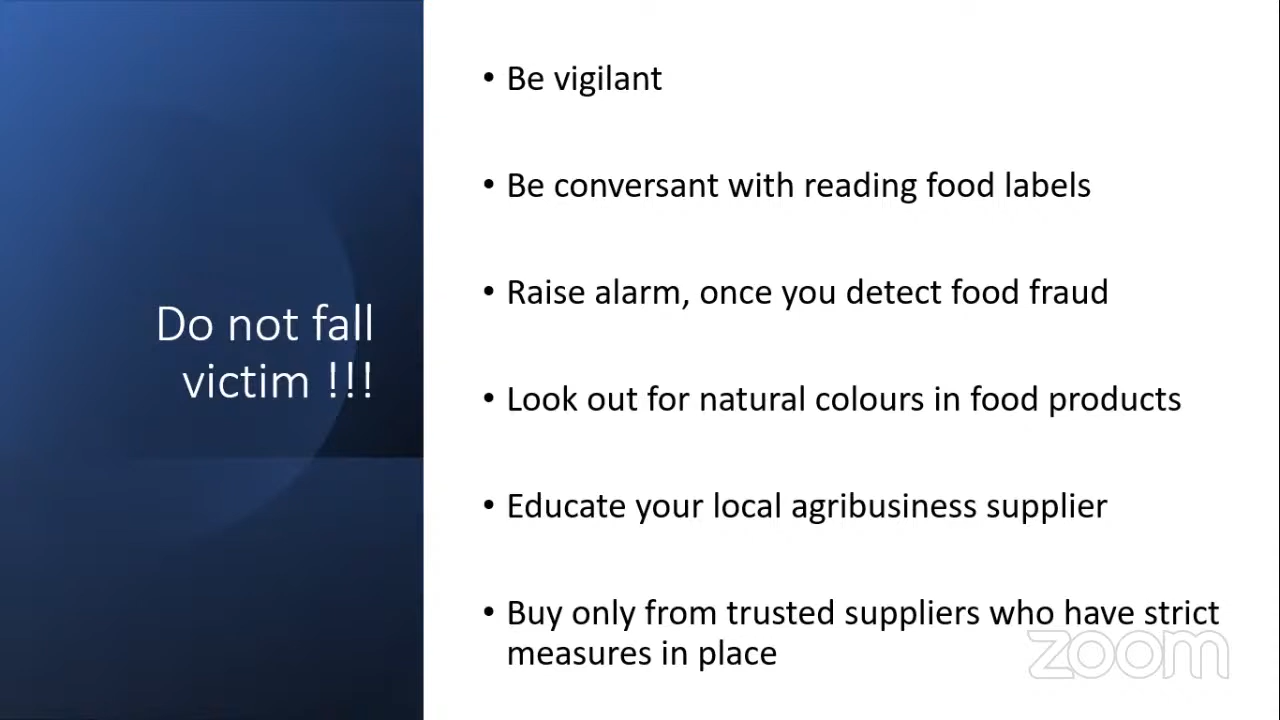 Do not fall
victim !!!
• Be vigilant
• Be conversant with reading food labels
• Raise alarm, once you detect food fraud
• Look out for natural colours in food products
• Educate your local agribusiness supplier
• Buy only from trusted suppliers who have strict
measures in place
zoom